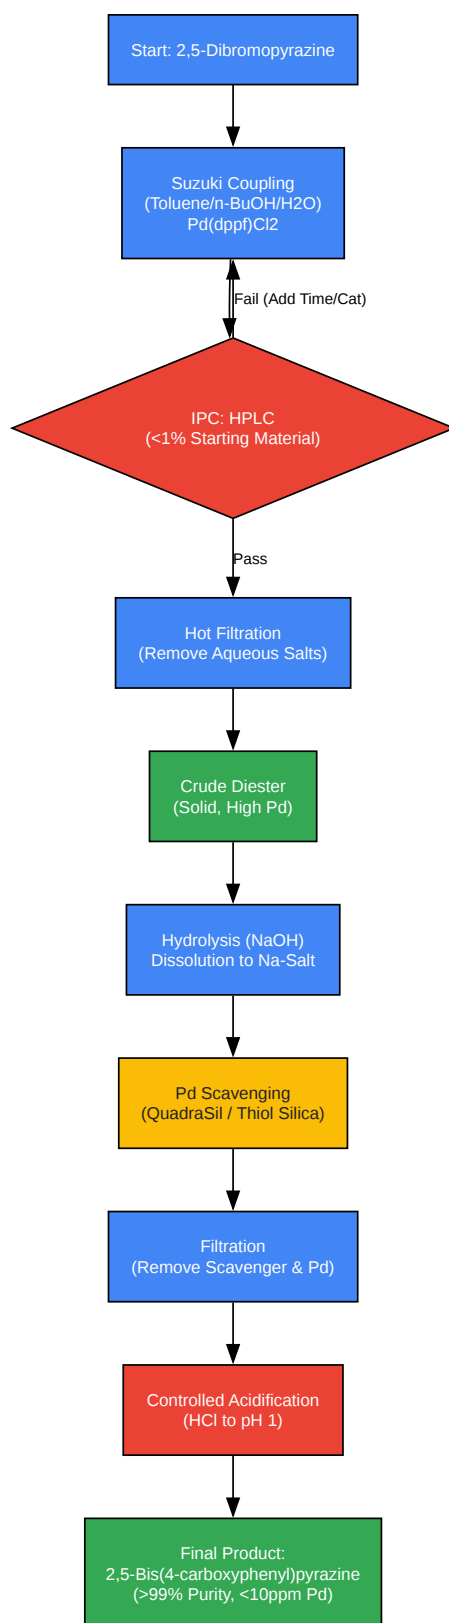 Start: 2,5-Dibromopyrazine
Suzuki Coupling
(Toluene/n-BuOH/H2O)
Pd(dppf)Cl2
Fail (Add Time/Cat)
IPC: HPLC
(<1% Starting Material)
Pass
Hot Filtration
(Remove Aqueous Salts)
Crude Diester
(Solid, High Pd)
Hydrolysis (NaOH)
Dissolution to Na-Salt
Pd Scavenging
(QuadraSil / Thiol Silica)
Filtration
(Remove Scavenger & Pd)
Controlled Acidification
(HCl to pH 1)
Final Product:
2,5-Bis(4-carboxyphenyl)pyrazine
(>99% Purity, <10ppm Pd)